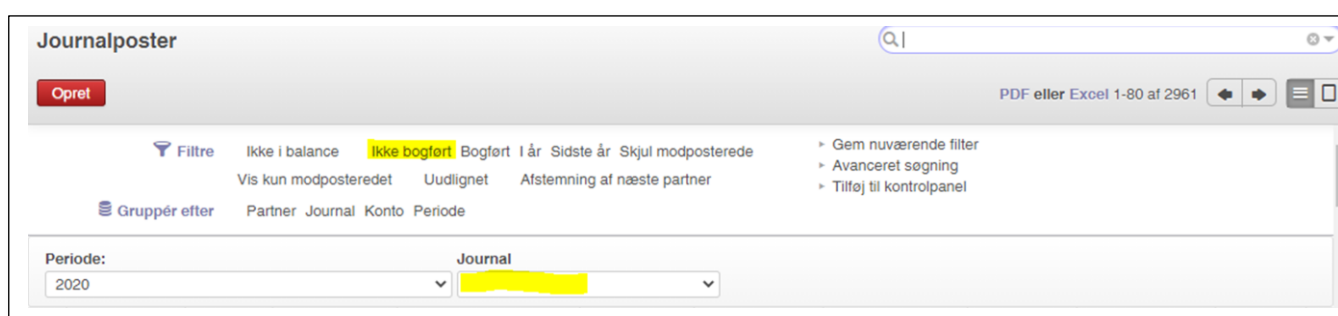 Journalposter
Opret
PDF eller Excel 1-80 af 2961
Filtre Ikke i balance Ikke bogført Bogført I år Sidste år Skjul modposterede
Vis kun modposteredet Uudlignet Afstemning af næste partner
Gruppér efter Partner Journal Konto Periode
Gem nuværende filter
Avanceret søgning
Tilføj til kontrolpanel
Periode: Journal
2020